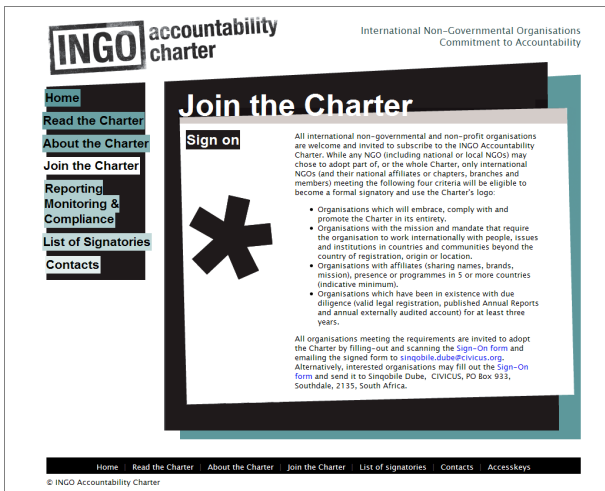 INGO accountability charter
International Non-Governmental Organisations
Commitment to Accountability
Home
Read the Charter
About the Charter
Join the Charter
Reporting
Monitoring &
Compliance
List of Signatories
Contacts
Join the Charter
Sign on
All international non-governmental and non-profit organisations
are welcome and invited to subscribe to the INGO Accountability
Charter. While any NGO (including national or local NGOs) may
chose to adopt part of, or the whole Charter, only international
NGOs (and their national affiliates or chapters, branches and
members) meeting the following four criteria will be eligible to
become a formal signatory and use the Charter's logo:
• Organisations which will embrace, comply with and
promote the Charter in its entirety.
• Organisations with the mission and mandate that require
the organisation to work internationally with people, issues
and institutions in countries and communities beyond the
country of registration, origin or location.
• Organisations with affiliates (sharing names, brands,
mission), presence or programmes in 5 or more countries
(indicative minimum).
• Organisations which have been in existence with due
diligence (valid legal registration, published Annual Reports
and annual externally audited account) for at least three
years.
All organisations meeting the requirements are invited to adopt
the Charter by filling-out and scanning the Sign-On form and
emailing the signed form to sinqobile.dube@civicus.org.
Alternatively, interested organisations may fill out the Sign-On
form and send it to Sinqobile Dube, CIVICUS, PO Box 933,
Southdale, 2135, South Africa.
Home | Read the Charter | About the Charter | Join the Charter | List of signatories | Contacts | Accesskeys
© INGO Accountability Charter